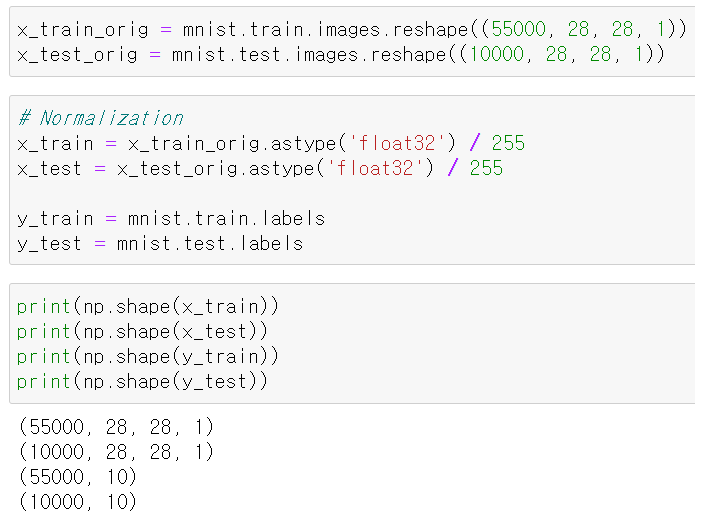 x_train_orig = mnist.train.images.reshape((55000, 28, 28, 1))
x_test_orig = mnist.test.images.reshape((10000, 28, 28, 1))
# Normalization
x_train = x_train_orig.astype('float32') / 255
x_test = x_test_orig.astype('float32') / 255
y_train = mnist.train.labels
y_test = mnist.test.labels
print(np.shape(x_train))
print(np.shape(x_test))
print(np.shape(y_train))
print(np.shape(y_test))
(55000, 28, 28, 1)
(10000, 28, 28, 1)
(55000, 10)
(10000, 10)